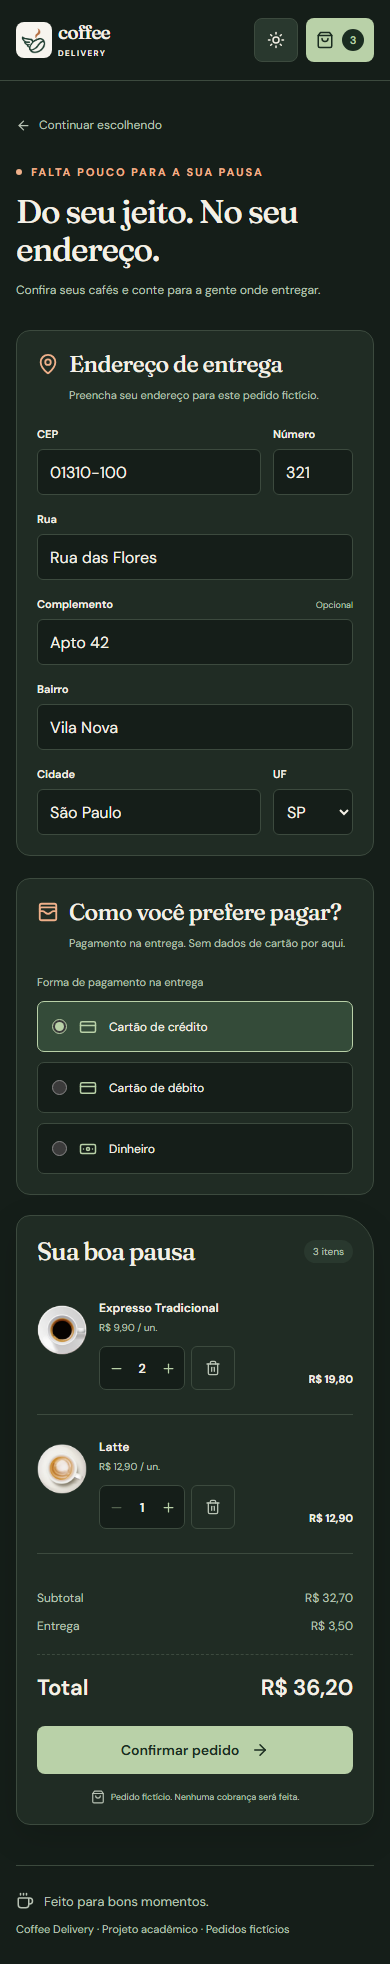 coffee
DELIVERY
3
Continuar escolhendo
FALTA POUCO PARA A SUA PAUSA
Do seu jeito. No seu
endereço.
Confira seus cafés e conte para a gente onde entregar.
Endereço de entrega
Preencha seu endereço para este pedido fictício.
CEP
Número
01310-100
321
Rua
Rua das Flores
Complemento
Opcional
Apto 42
Bairro
Vila Nova
Cidade
UF
São Paulo
SP
Como você prefere pagar?
Pagamento na entrega. Sem dados de cartão por aqui.
Forma de pagamento na entrega
Cartão de crédito
Cartão de débito
Dinheiro
Sua boa pausa
3 itens
Expresso Tradicional
R$ 9,90 / un.
2
R$ 19,80
Latte
R$ 12,90 / un.
1
R$ 12,90
Subtotal
R$ 32,70
Entrega
R$ 3,50
Total
R$ 36,20
Confirmar pedido
Pedido fictício. Nenhuma cobrança será feita.
Feito para bons momentos.
Coffee Delivery · Projeto acadêmico · Pedidos fictícios